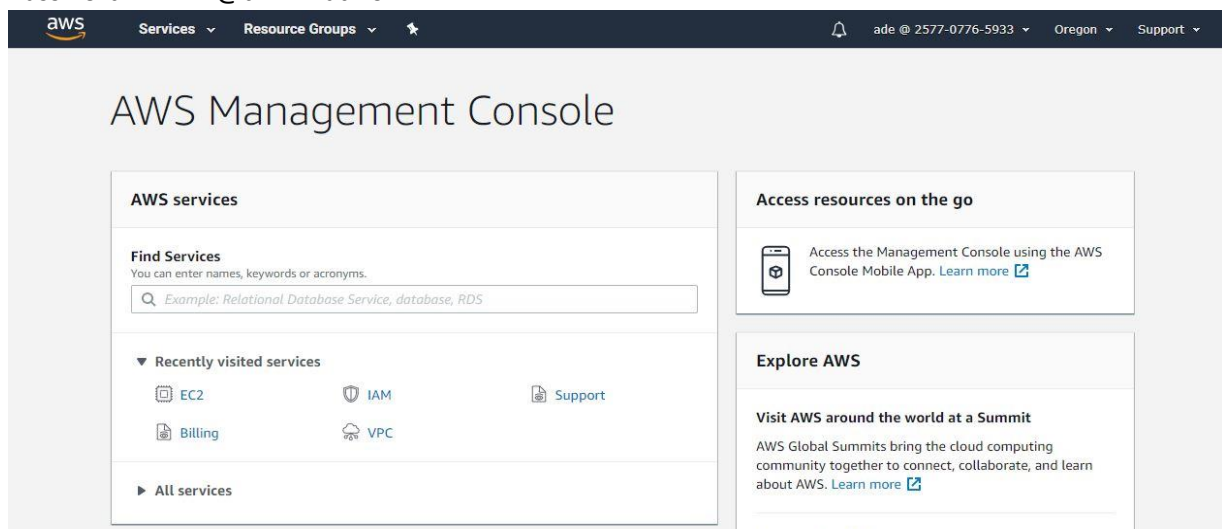 aws
Services
Resource Groups
ade @ 2577-0776-5933
Oregon
Support
AWS Management Console
AWS services
Find Services
You can enter names, keywords or acronyms.
Example: Relational Database Service, database, RDS
Recently visited services
EC2
IAM
Support
Billing
VPC
All services
Access resources on the go
Access the Management Console using the AWS
Console Mobile App. Learn more
Explore AWS
Visit AWS around the world at a Summit
AWS Global Summits bring the cloud computing
community together to connect, collaborate, and learn
about AWS. Learn more